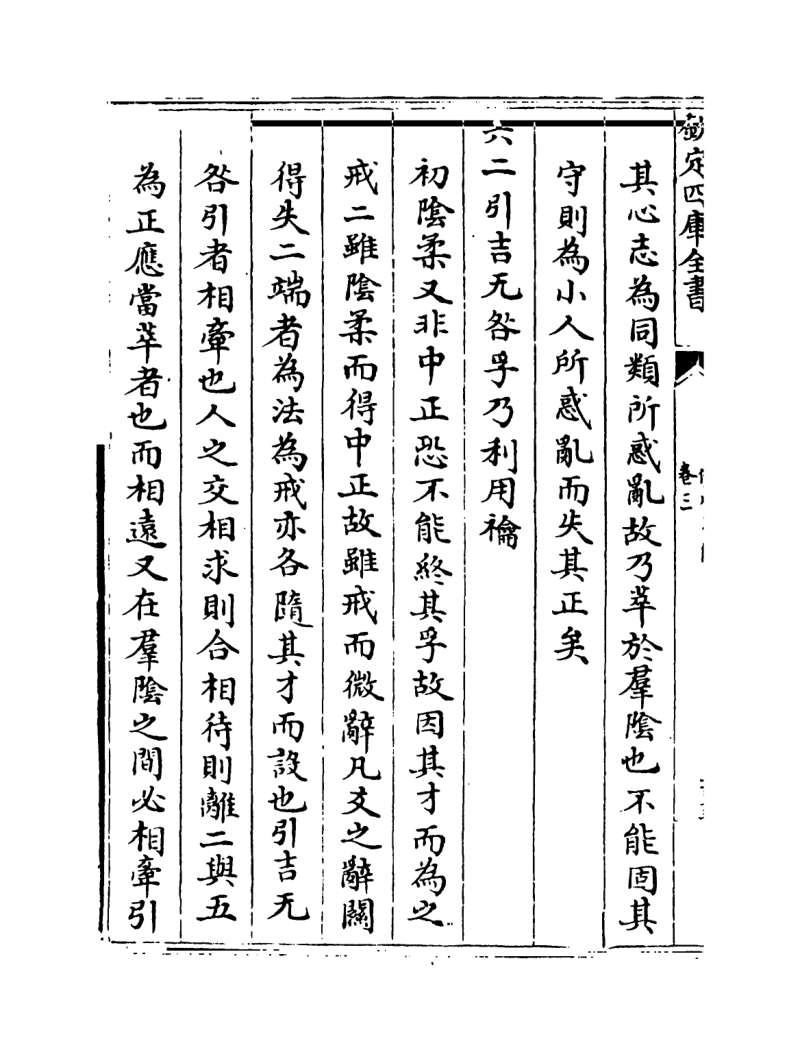 欽定四庫全書
卷三
其心志為同類所惑亂故乃萃於羣陰也不能固其
守則為小人所惑亂而失其正矣
六二引吉无咎孚乃利用禴
初陰柔又非中正恐不能終其孚故因其才而為之
戒二雖陰柔而得中正故雖戒而微辭凡爻之辭關
得失二端者為法為戒亦各隨其才而設也引吉无
咎引者相牽也人之交相求則合相待則離二與五
為正應當萃者也而相遠又在羣陰之間必相牽引